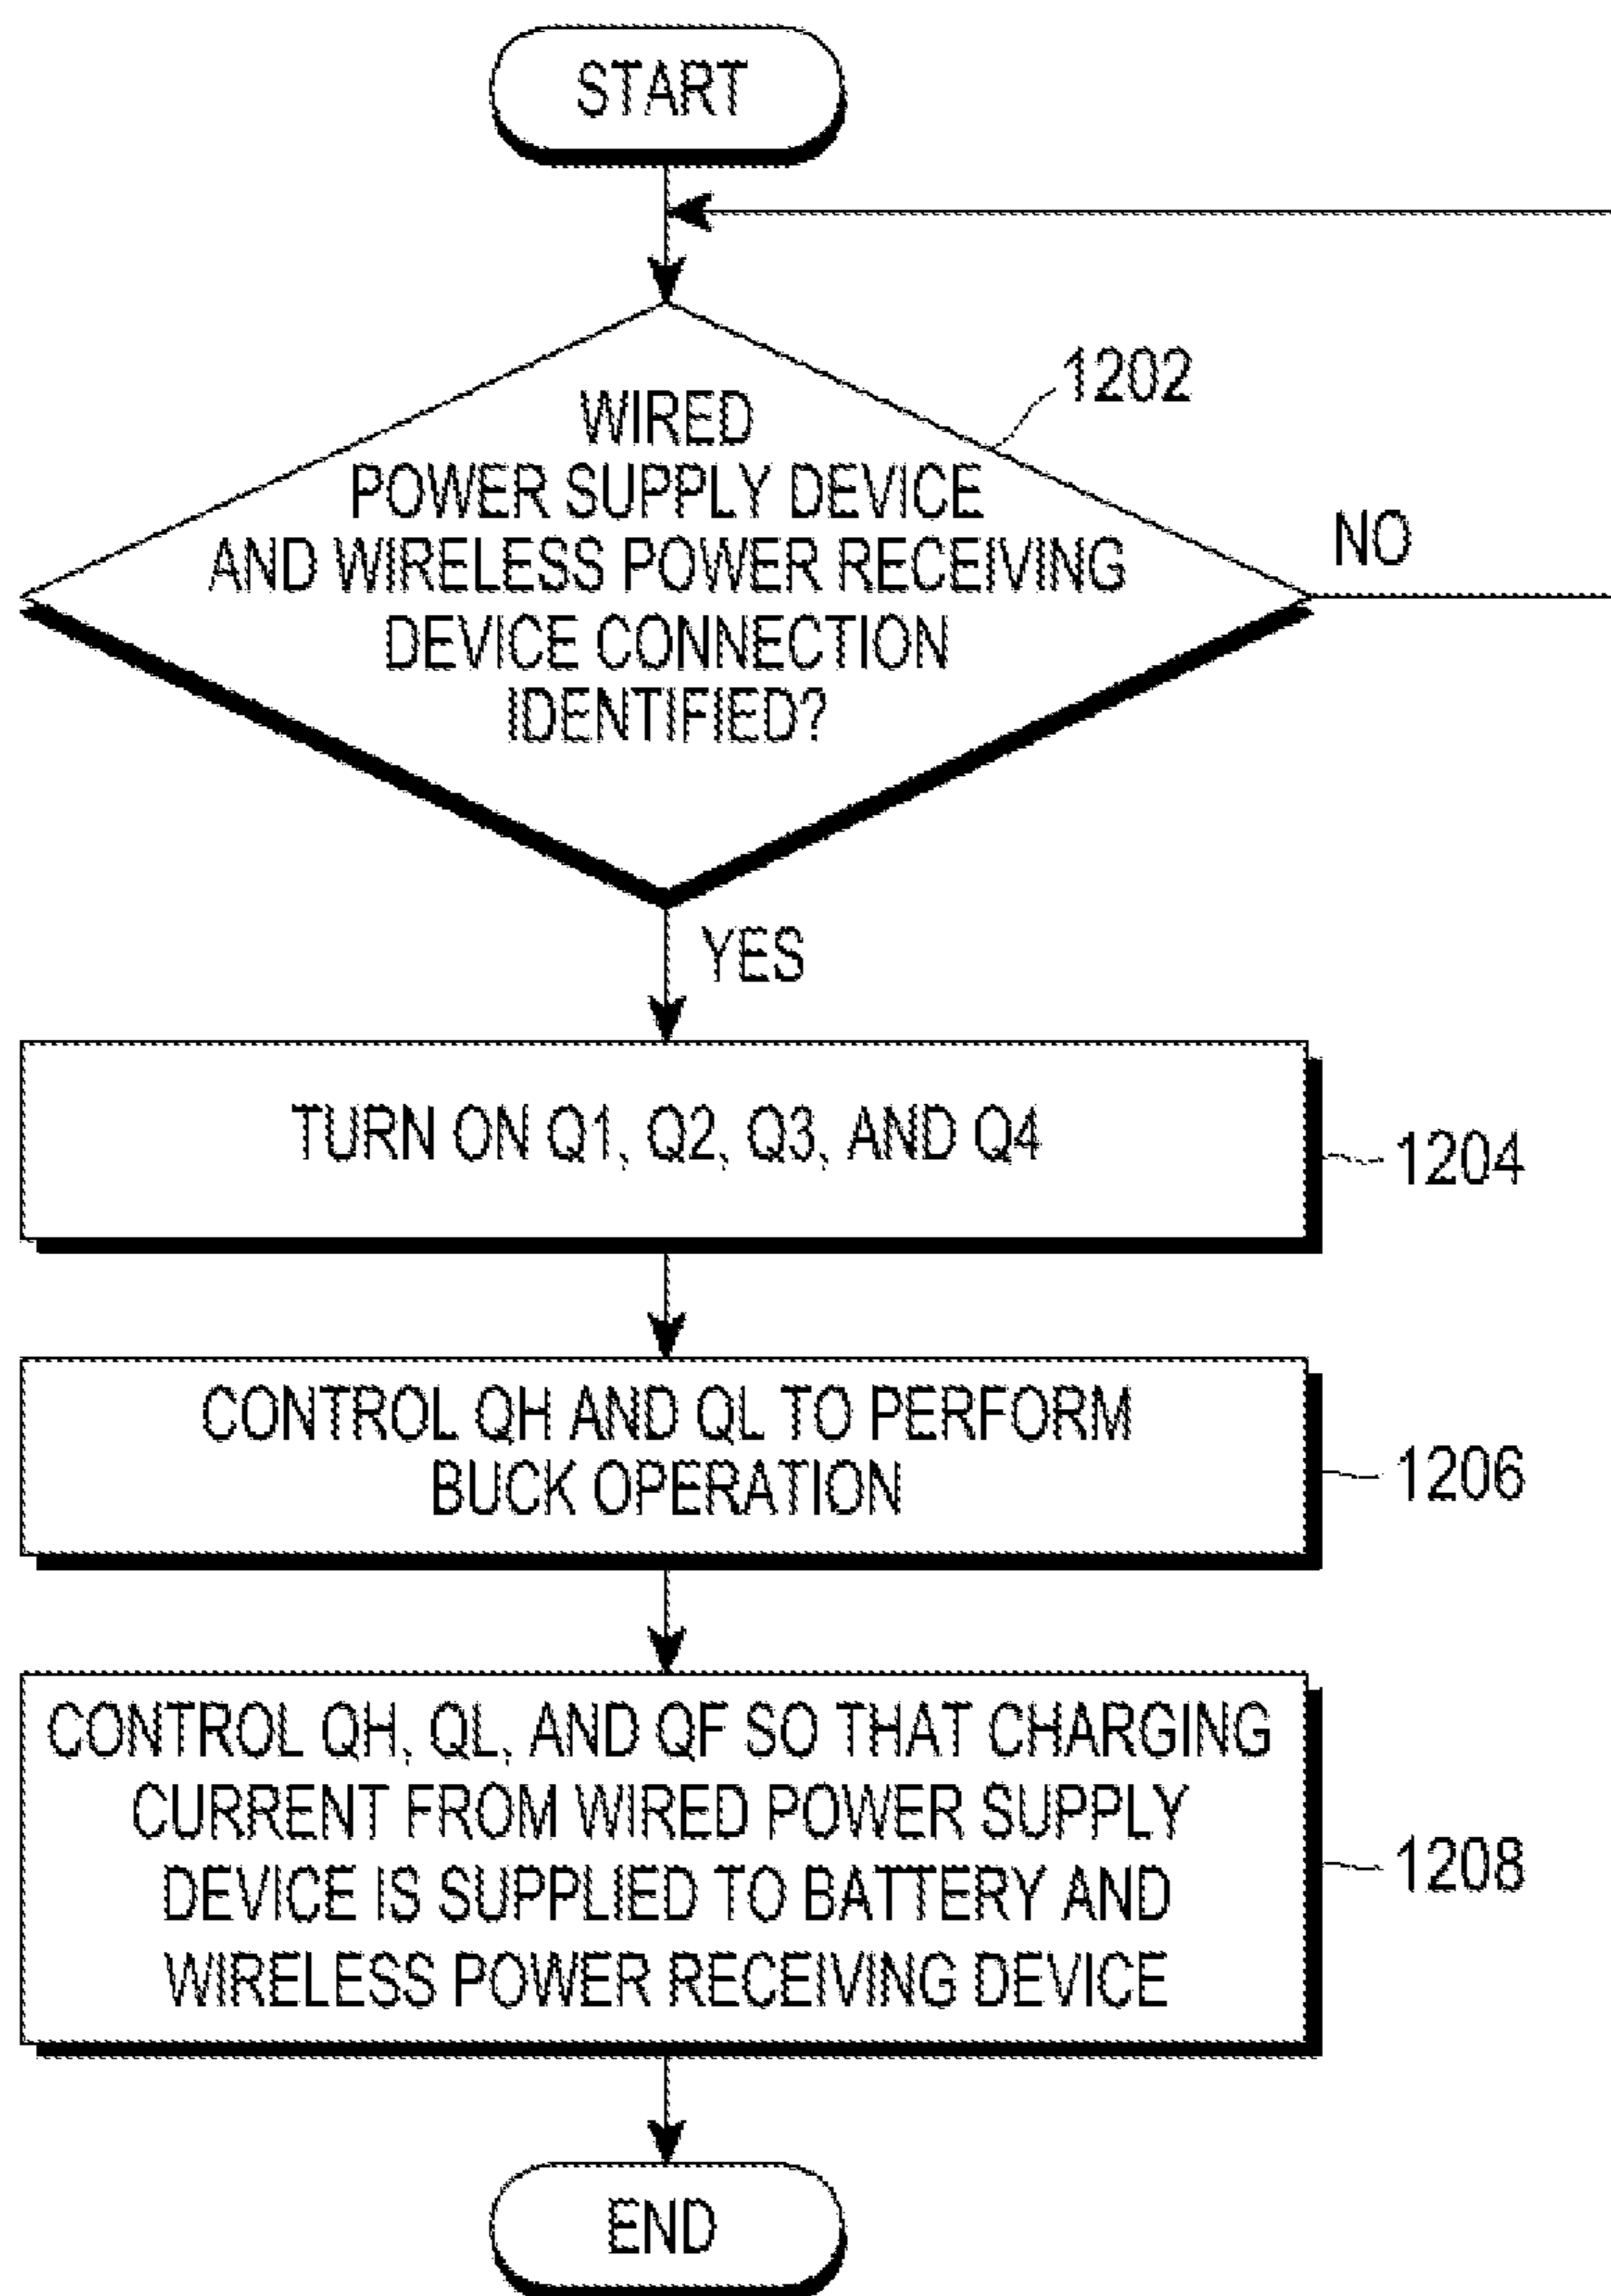 START
1202
WIRED
POWER SUPPLY DEVICE
AND WIRELESS POWER RECEIVING
DEVICE CONNECTION
IDENTIFIED?
NO
YES
TURN ON Q1, Q2, Q3, AND Q4
1204
CONTROL QH AND QL TO PERFORM
BUCK OPERATION
1206
CONTROL QH, QL, AND QF SO THAT CHARGING
CURRENT FROM WIRED POWER SUPPLY
DEVICE IS SUPPLIED TO BATTERY AND
WIRELESS POWER RECEIVING DEVICE
1208
END